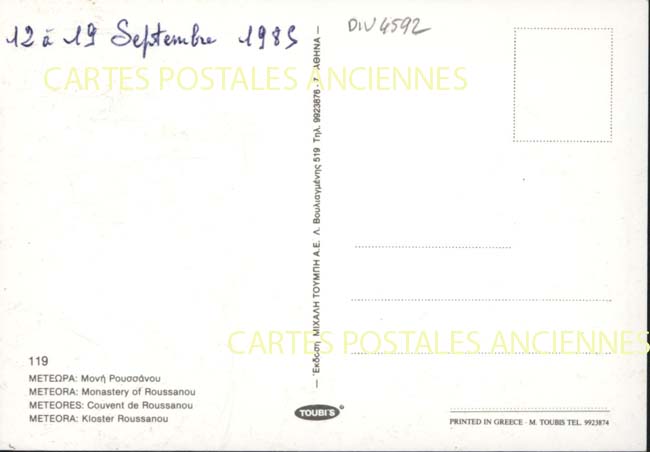 12 à 19 Septembre 1985
DIV4592
CARTES POSTALES ANCIENNES
— Έκδοση ΜΙΧΑΛΗ ΤΟΥΜΠΗ Α.Ε. Λ. Βουλιαγμένης 519 Τηλ. 9923876 - 7 ΑΘΗΝΑ —
CARTES POSTALES ANCIENNES
119
ΜΕΤΕΩΡΑ: Μονή Ρουσσάνου
METEORA: Monastery of Roussanou
METEORES: Couvent de Roussanou
METEORA: Kloster Roussanou
TOUBI'S
PRINTED IN GREECE - M. TOUBIS TEL. 9923874